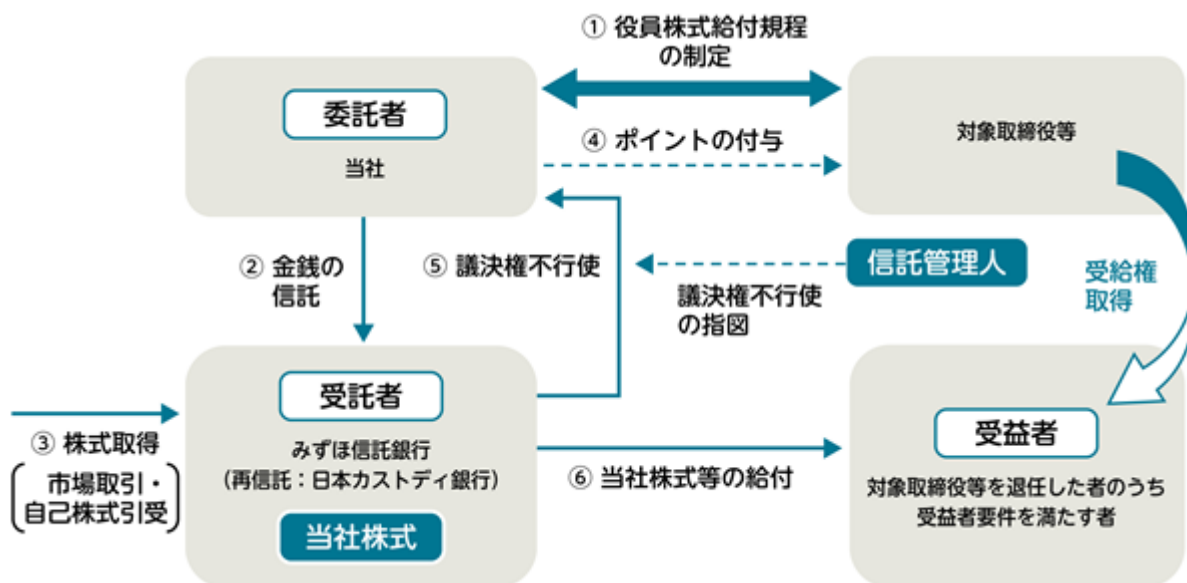 ① 役員株式給付規程
の制定
委託者
当社
④ ポイントの付与
対象取締役等
② 金銭の
信託
⑤ 議決権不行使
信託管理人
議決権不行使
の指図
受給権
取得
③ 株式取得
市場取引・
自己株式引受
受託者
みずほ信託銀行
(再信託：日本カストディ銀行)
当社株式
⑥ 当社株式等の給付
受益者
対象取締役等を退任した者のうち
受益者要件を満たす者